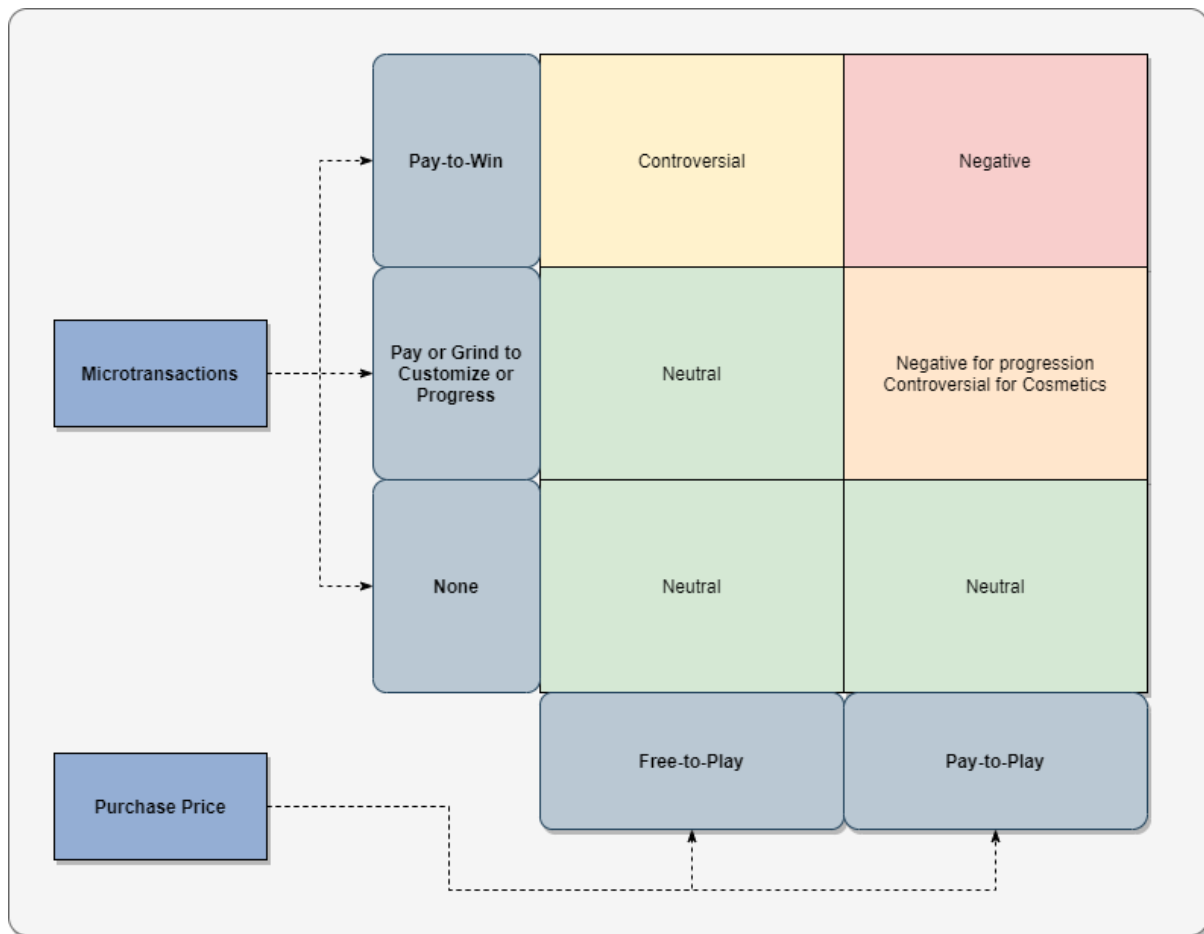 Pay-to-Win
Controversial
Negative
Microtransactions
Pay or Grind to
Customize or
Progress
Neutral
Negative for progression
Controversial for Cosmetics
None
Neutral
Neutral
Free-to-Play
Pay-to-Play
Purchase Price